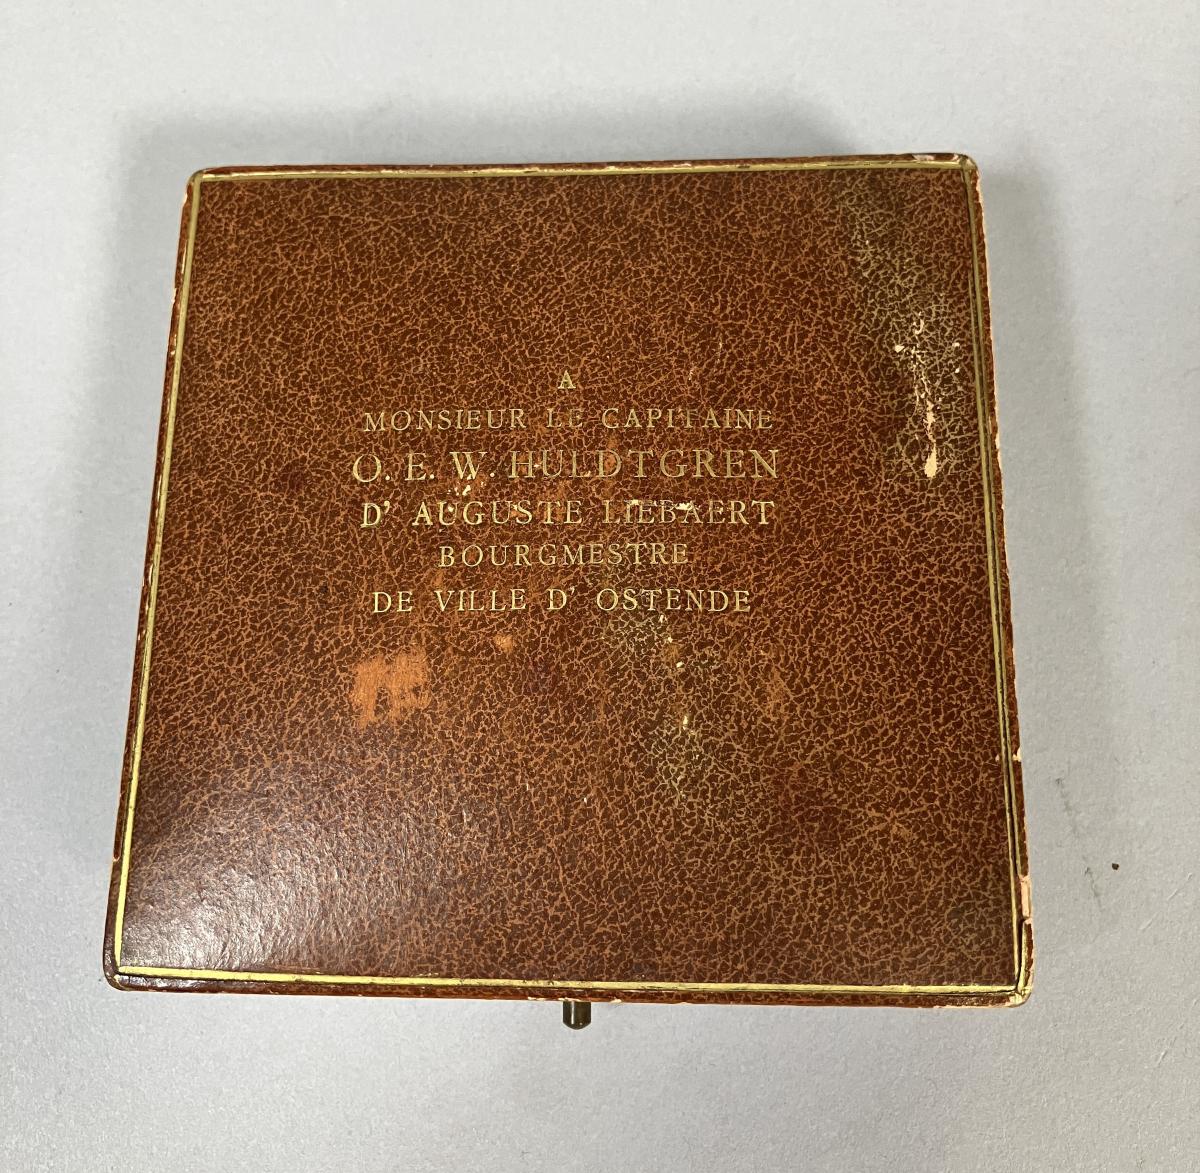 A
MONSIEUR LE CAPITAINE
O. E. W. HULDTGREN
D' AUGUSTE LIEBAERT
BOURGMESTRE
DE VILLE D' OSTENDE